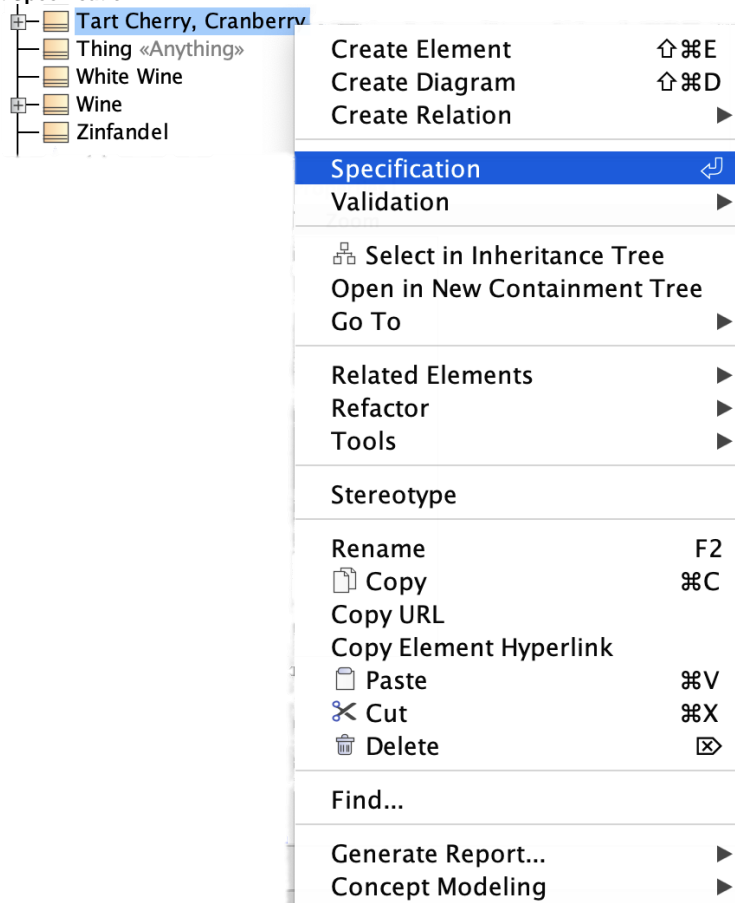 Tart Cherry, Cranberry
Thing «Anything»
White Wine
Wine
Zinfandel
Create Element ⇧⌘E
Create Diagram ⇧⌘D
Create Relation
Specification
Validation
Select in Inheritance Tree
Open in New Containment Tree
Go To
Related Elements
Refactor
Tools
Stereotype
Rename F2
Copy ⌘C
Copy URL
Copy Element Hyperlink
Paste ⌘V
Cut ⌘X
Delete ⌦
Find...
Generate Report...
Concept Modeling